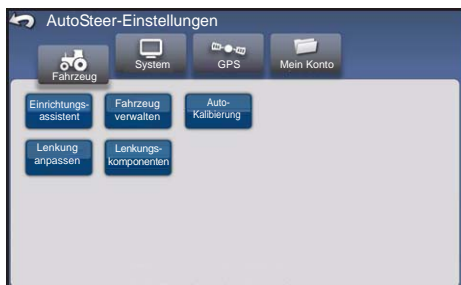 AutoSteer-Einstellungen
Fahrzeug
System
GPS
Mein Konto
Einrichtungs-
assistent
Fahrzeug
verwalten
Auto-
Kalibierung
Lenkung
anpassen
Lenkungs-
komponenten